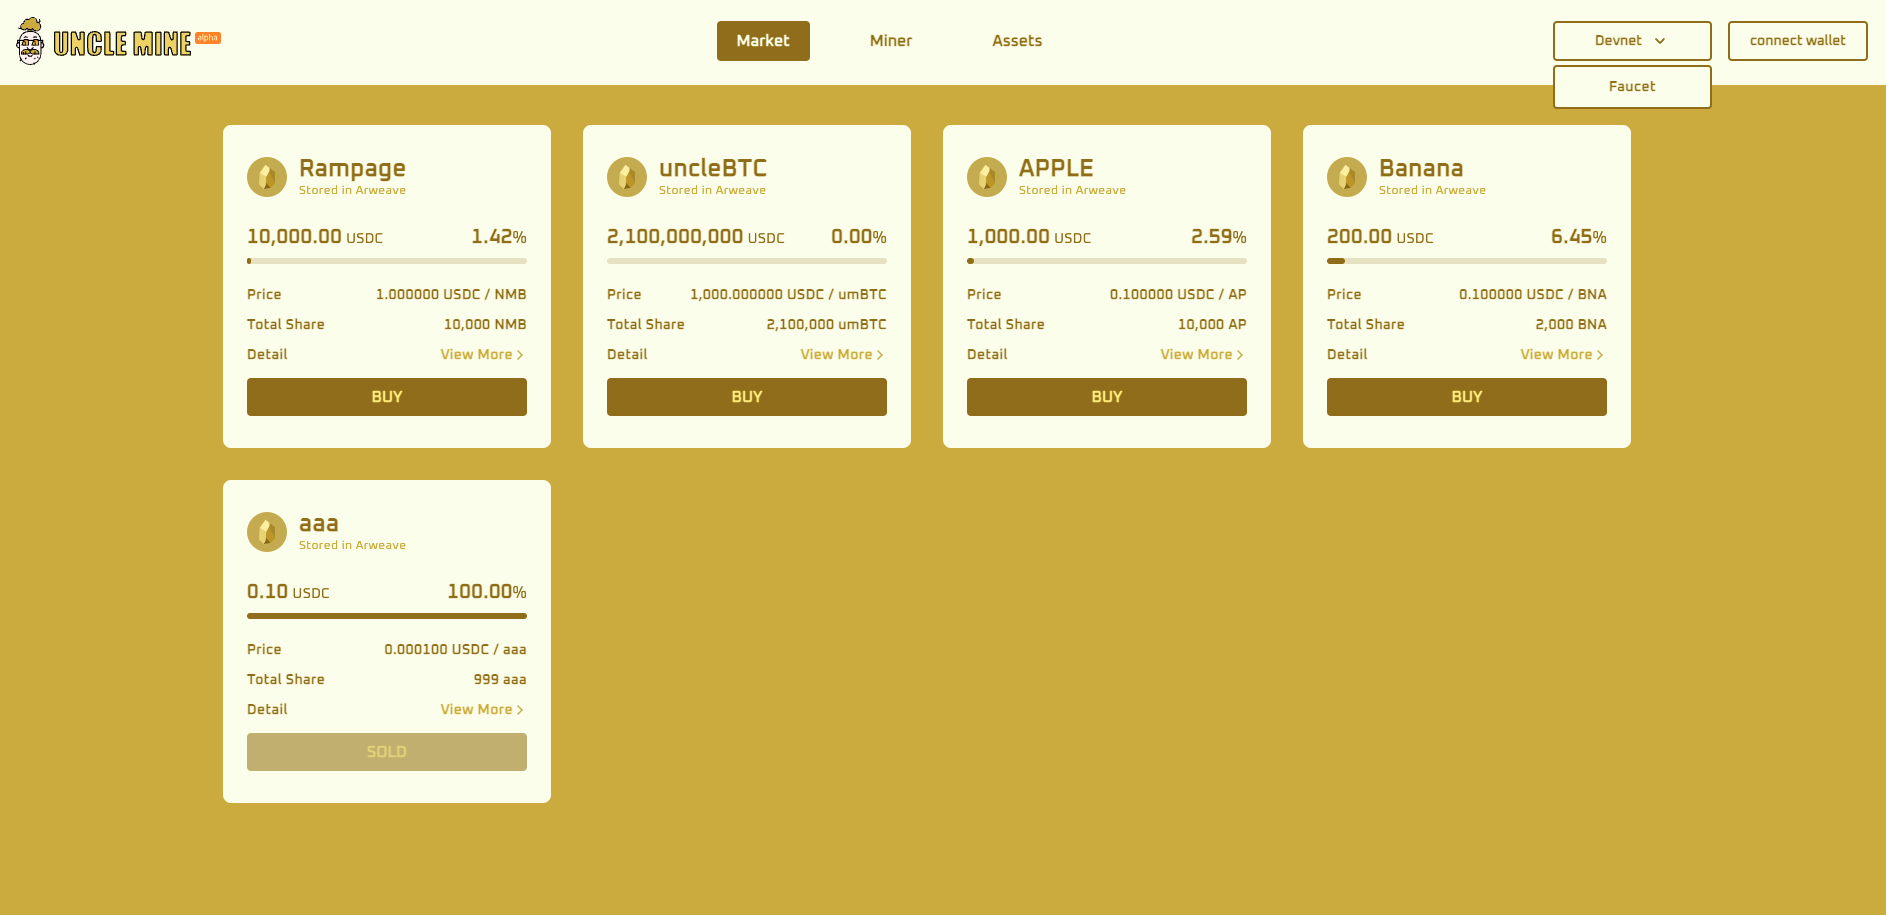 UNCLE MINE alpha
Market Miner Assets
Devnet
connect wallet
Faucet
Rampage
Stored in Arweave
10,000.00 USDC 1.42%
Price 1.000000 USDC / NMB
Total Share 10,000 NMB
Detail View More
BUY
uncleBTC
Stored in Arweave
2,100,000,000 USDC 0.00%
Price 1,000.000000 USDC / umBTC
Total Share 2,100,000 umBTC
Detail View More
BUY
APPLE
Stored in Arweave
1,000.00 USDC 2.59%
Price 0.100000 USDC / AP
Total Share 10,000 AP
Detail View More
BUY
Banana
Stored in Arweave
200.00 USDC 6.45%
Price 0.100000 USDC / BNA
Total Share 2,000 BNA
Detail View More
BUY
aaa
Stored in Arweave
0.10 USDC 100.00%
Price 0.000100 USDC / aaa
Total Share 999 aaa
Detail View More
SOLD